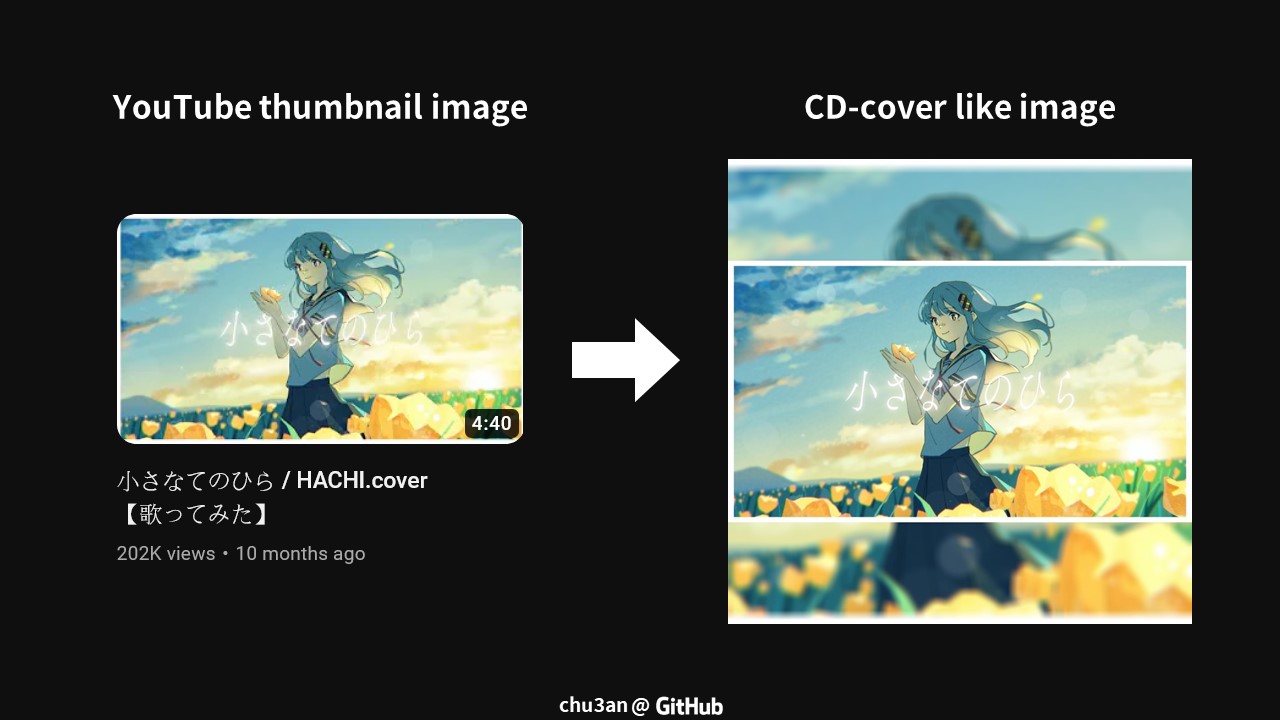 YouTube thumbnail image
CD-cover like image
小さなてのひら
4:40
小さなてのひら / HACHI.cover
【歌ってみた】
202K views・10 months ago
小さなてのひら
chu3an@ GitHub